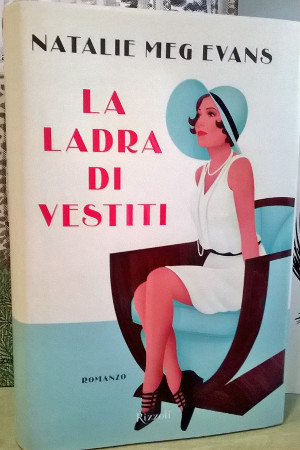 NATALIE MEG EVANS
LA
LADRA
DI
VESTITI
ROMANZO
Rizzoli